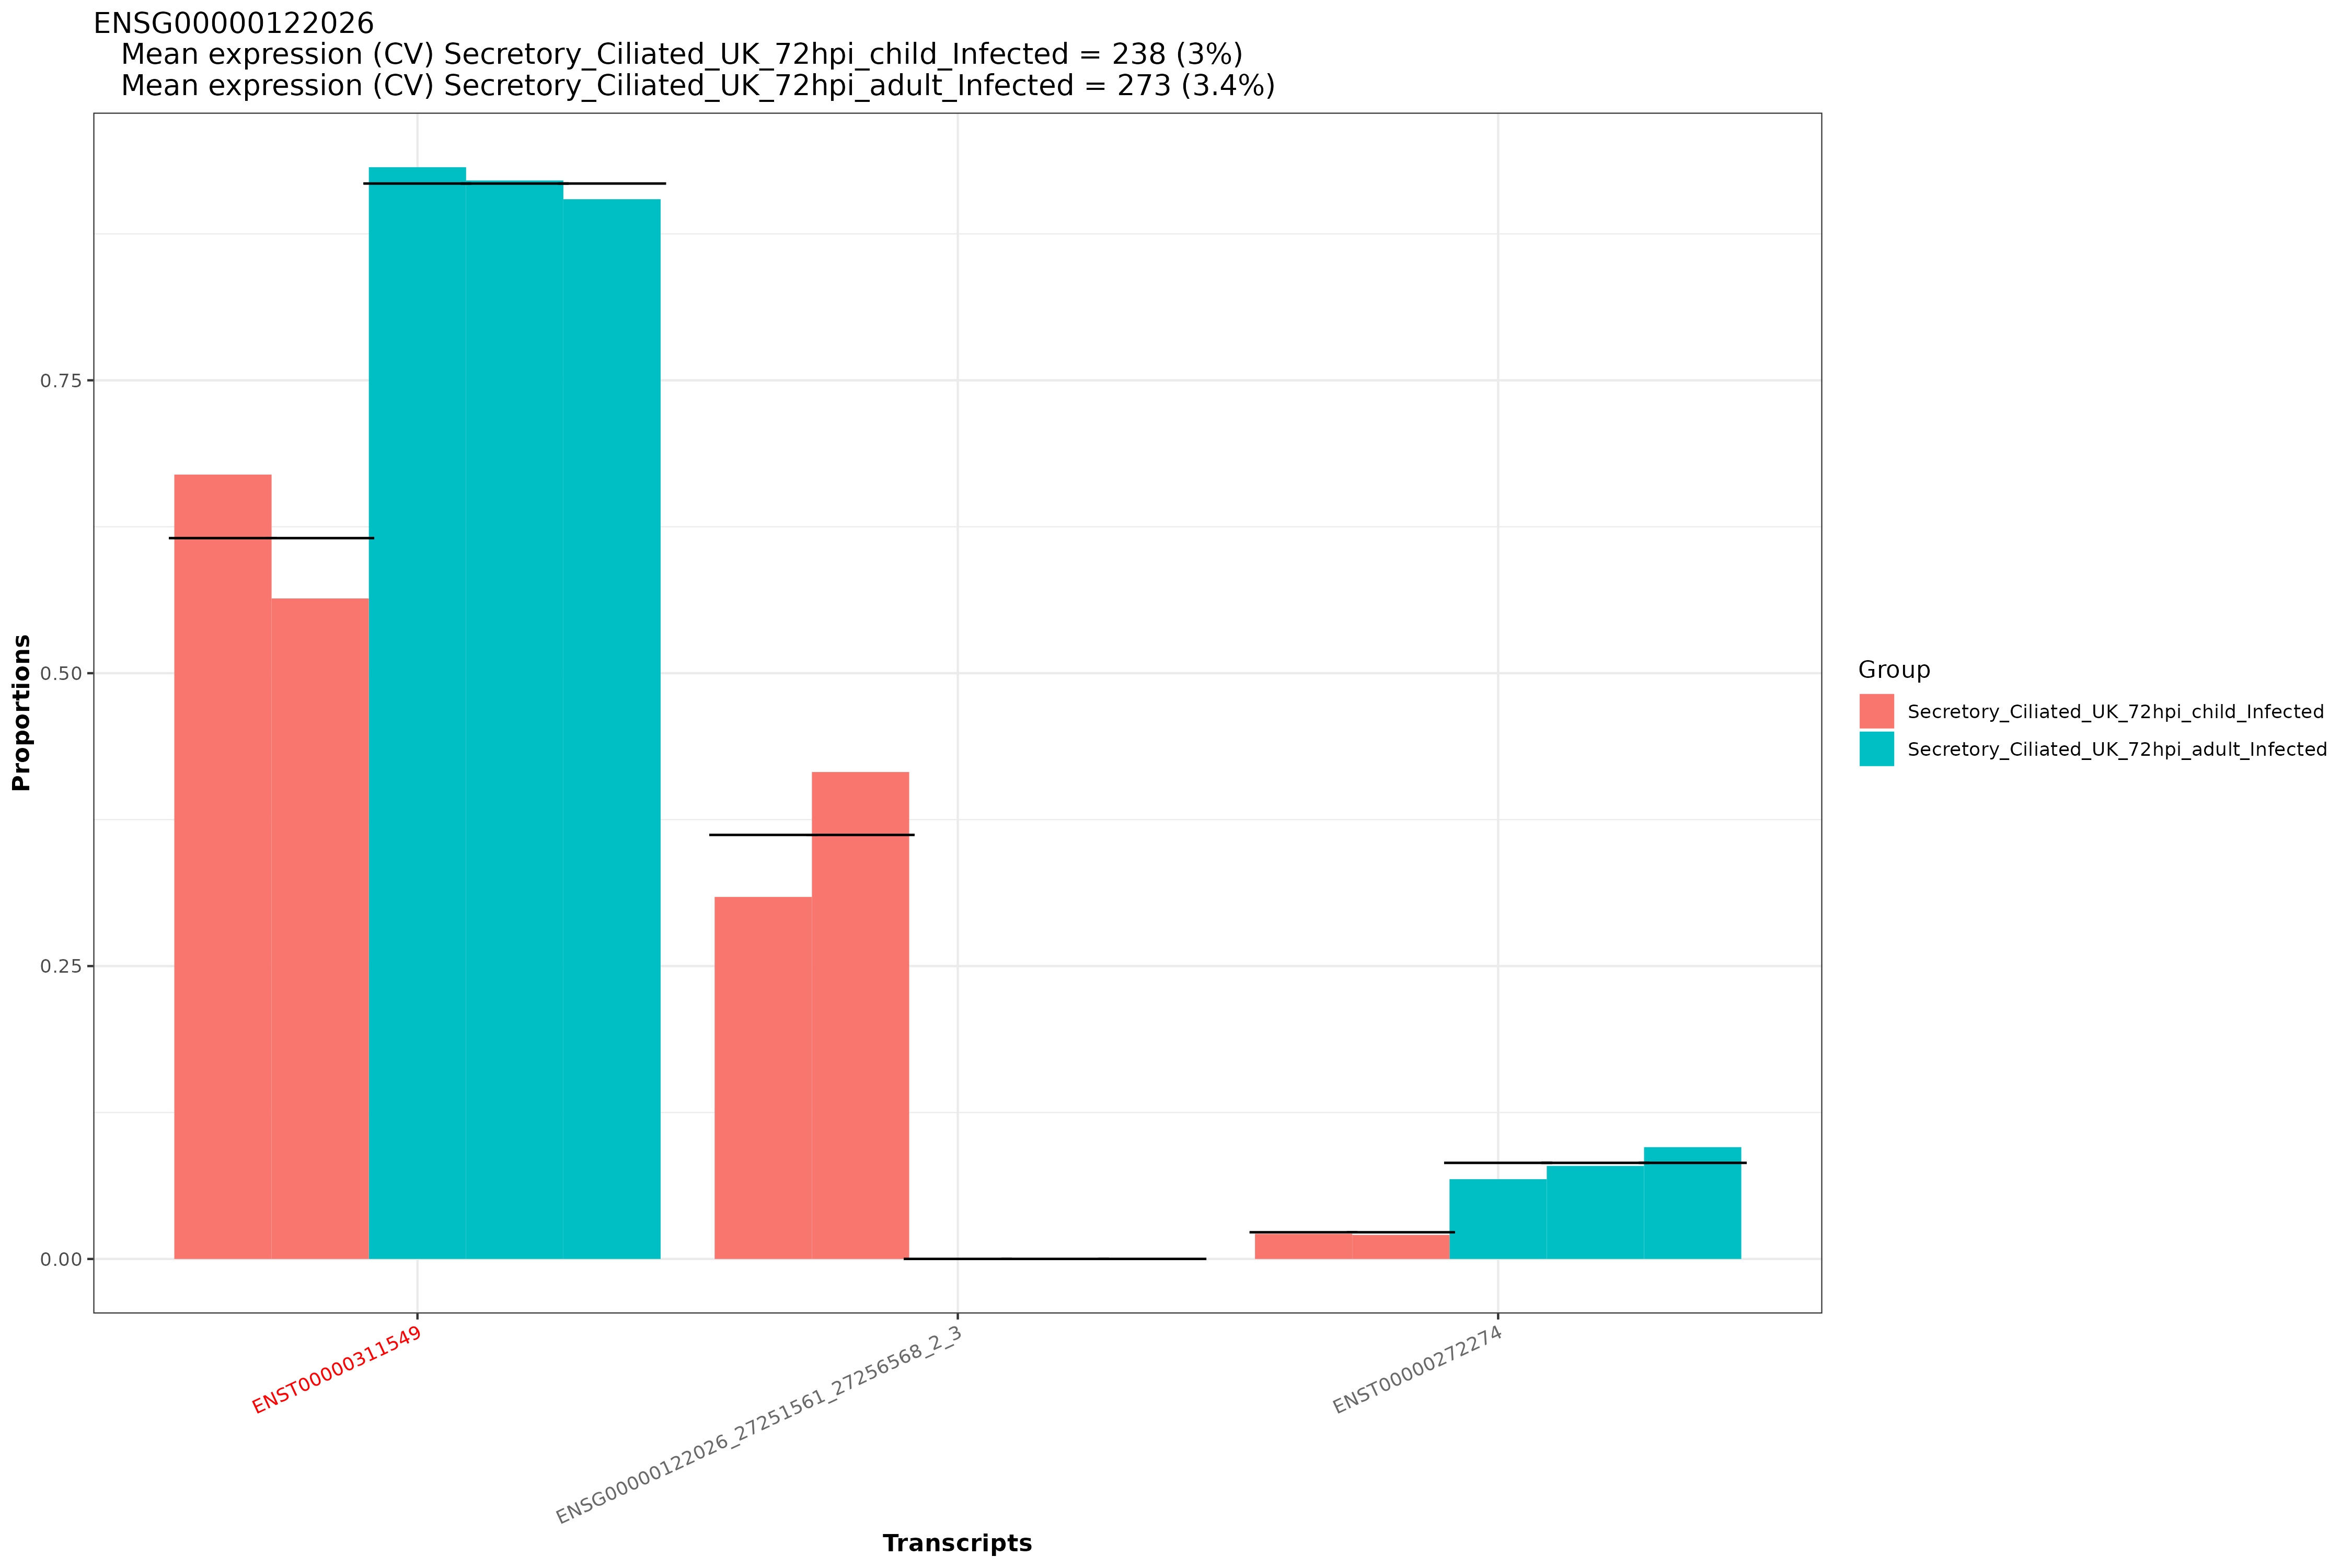 ENSG00000122026
Mean expression (CV) Secretory_Ciliated_UK_72hpi_child_Infected = 238 (3%)
Mean expression (CV) Secretory_Ciliated_UK_72hpi_adult_Infected = 273 (3.4%)
Proportions
0.75
0.50
0.25
0.00
ENST00000311549
ENSG00000122026_27251561_27256568_2_3
ENST00000272274
Transcripts
Group
Secretory_Ciliated_UK_72hpi_child_Infected
Secretory_Ciliated_UK_72hpi_adult_Infected